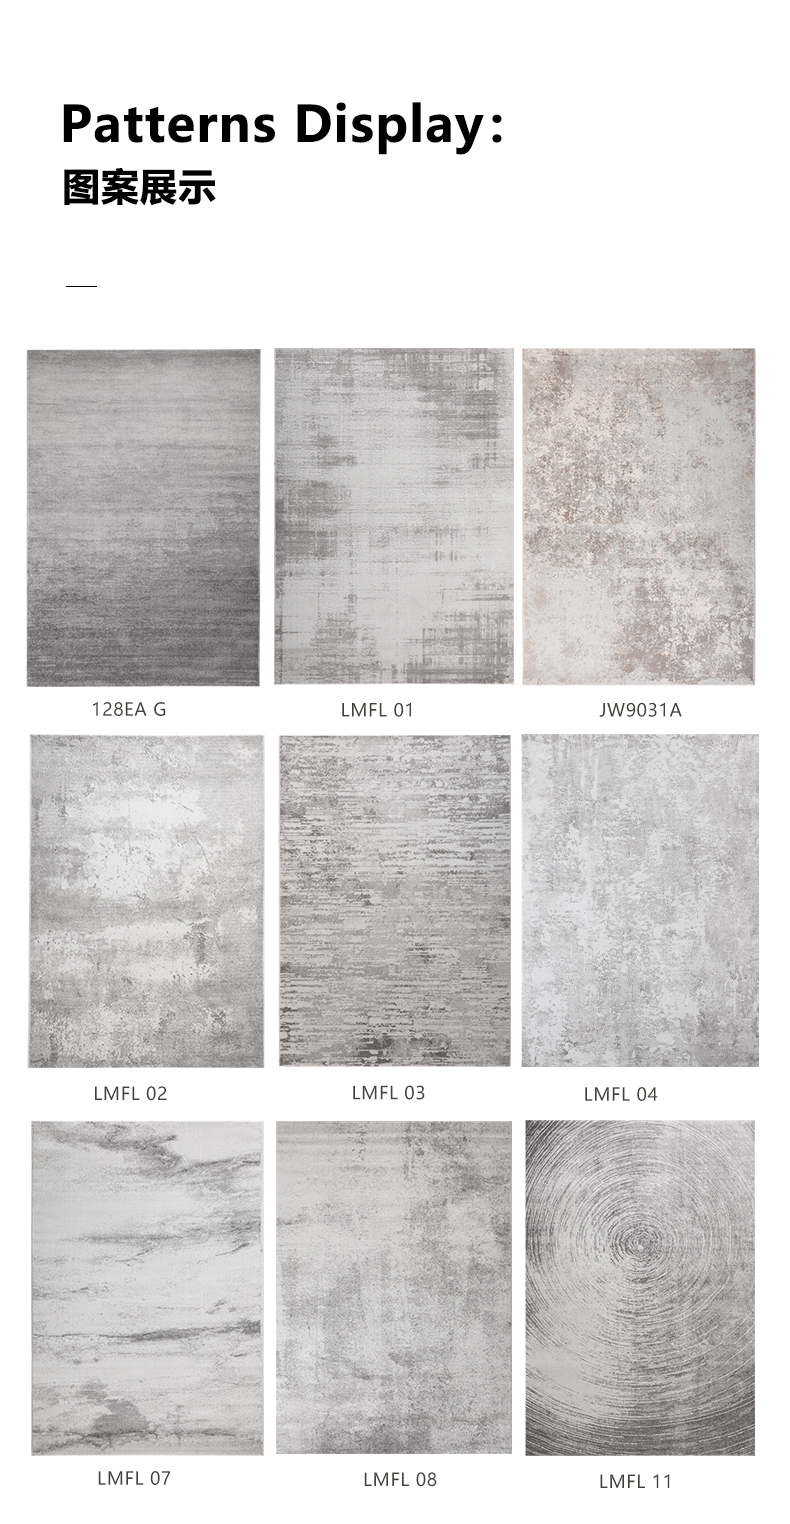 Patterns Display:
图案展示
128EA G
LMFL 01
JW9031A
LMFL 02
LMFL 03
LMFL 04
LMFL 07
LMFL 08
LMFL 11